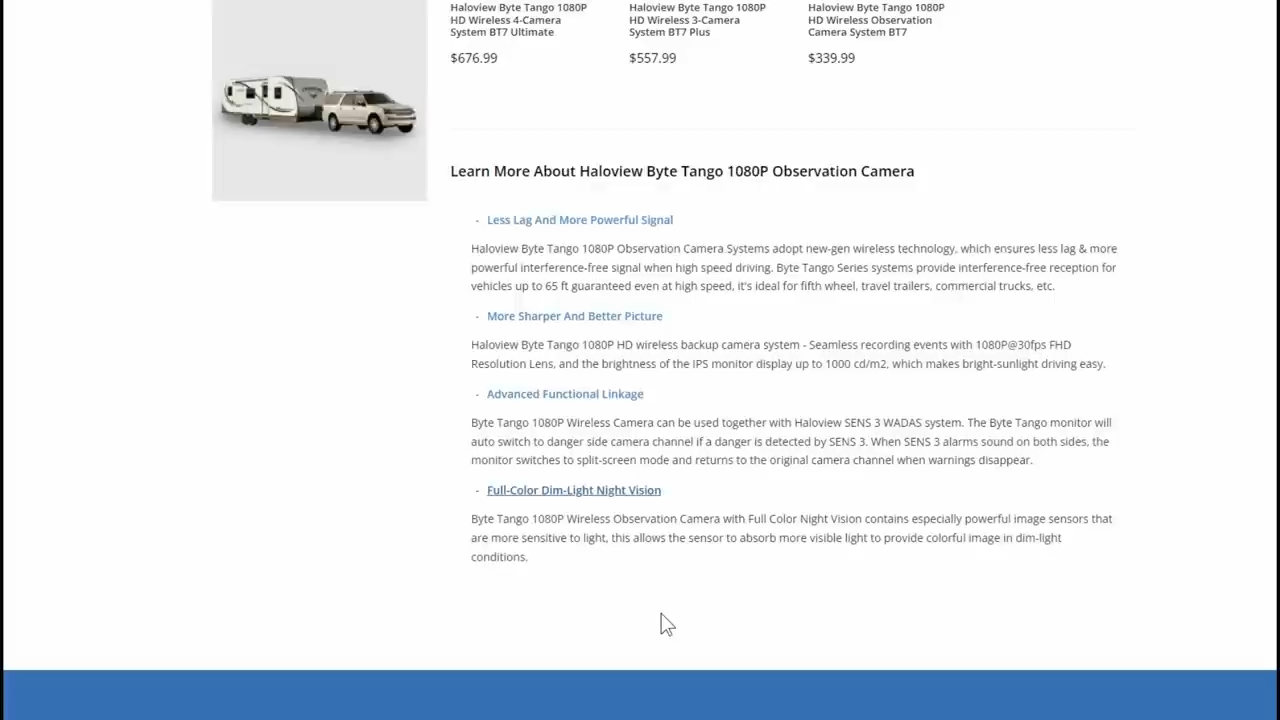 Haloview Byte Tango 1080P
HD Wireless 4-Camera
System BT7 Ultimate
$676.99
Haloview Byte Tango 1080P
HD Wireless 3-Camera
System BT7 Plus
$557.99
Haloview Byte Tango 1080P
HD Wireless Observation
Camera System BT7
$339.99
Learn More About Haloview Byte Tango 1080P Observation Camera
- Less Lag And More Powerful Signal
Haloview Byte Tango 1080P Observation Camera Systems adopt new-gen wireless technology, which ensures less lag & more
powerful interference-free signal when high speed driving. Byte Tango Series systems provide interference-free reception for
vehicles up to 65 ft guaranteed even at high speed, it's ideal for fifth wheel, travel trailers, commercial trucks, etc.
- More Sharper And Better Picture
Haloview Byte Tango 1080P HD wireless backup camera system - Seamless recording events with 1080P@30fps FHD
Resolution Lens, and the brightness of the IPS monitor display up to 1000 cd/m2, which makes bright-sunlight driving easy.
- Advanced Functional Linkage
Byte Tango 1080P Wireless Camera can be used together with Haloview SENS 3 WADAS system. The Byte Tango monitor will
auto switch to danger side camera channel if a danger is detected by SENS 3. When SENS 3 alarms sound on both sides, the
monitor switches to split-screen mode and returns to the original camera channel when warnings disappear.
- Full-Color Dim-Light Night Vision
Byte Tango 1080P Wireless Observation Camera with Full Color Night Vision contains especially powerful image sensors that
are more sensitive to light, this allows the sensor to absorb more visible light to provide colorful image in dim-light
conditions.